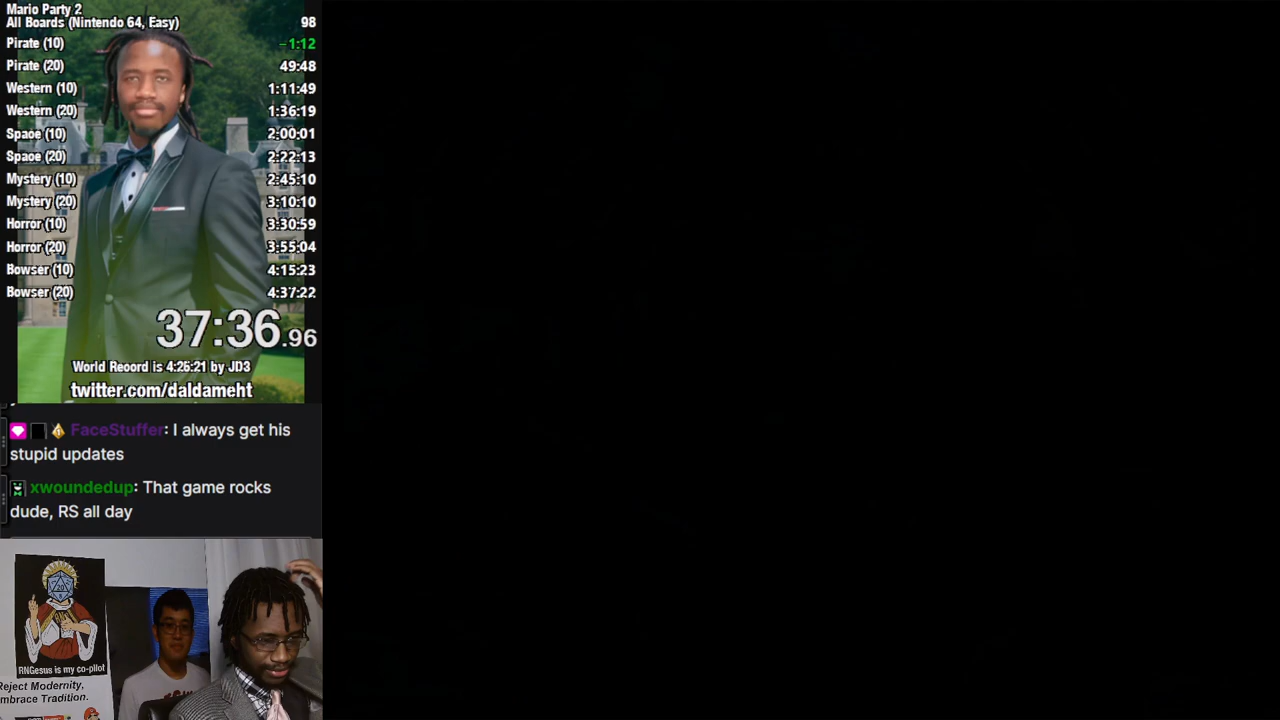 Mario Party 2
All Boards (Nintendo 64, Easy) 98
Pirate (10) −1:12
Pirate (20) 49:48
Western (10) 1:11:49
Western (20) 1:36:19
Space (10) 2:00:01
Space (20) 2:22:13
Mystery (10) 2:45:10
Mystery (20) 3:10:10
Horror (10) 3:30:59
Horror (20) 3:55:04
Bowser (10) 4:15:23
Bowser (20) 4:37:22
37:36.96
World Record is 4:25:21 by JD3
twitter.com/daldameht
FaceStuffer: I always get his
stupid updates
xwoundedup: That game rocks
dude, RS all day
RNGesus is my co-pilot
Reject Modernity,
Embrace Tradition.